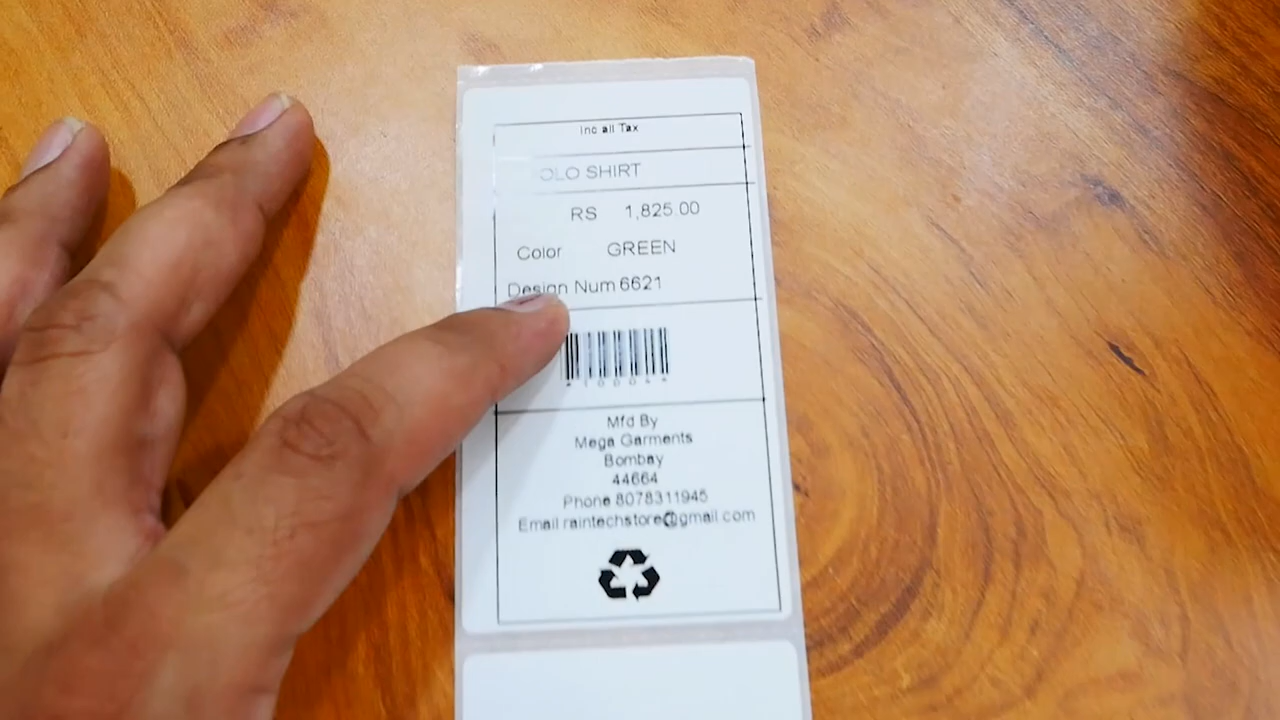 Inc all Tax
OLO SHIRT
RS 1,825.00
Color GREEN
Design Num 6621
Mfd By
Mega Garments
Bombay
44664
Phone 8078311945
Email raintechstore@gmail.com